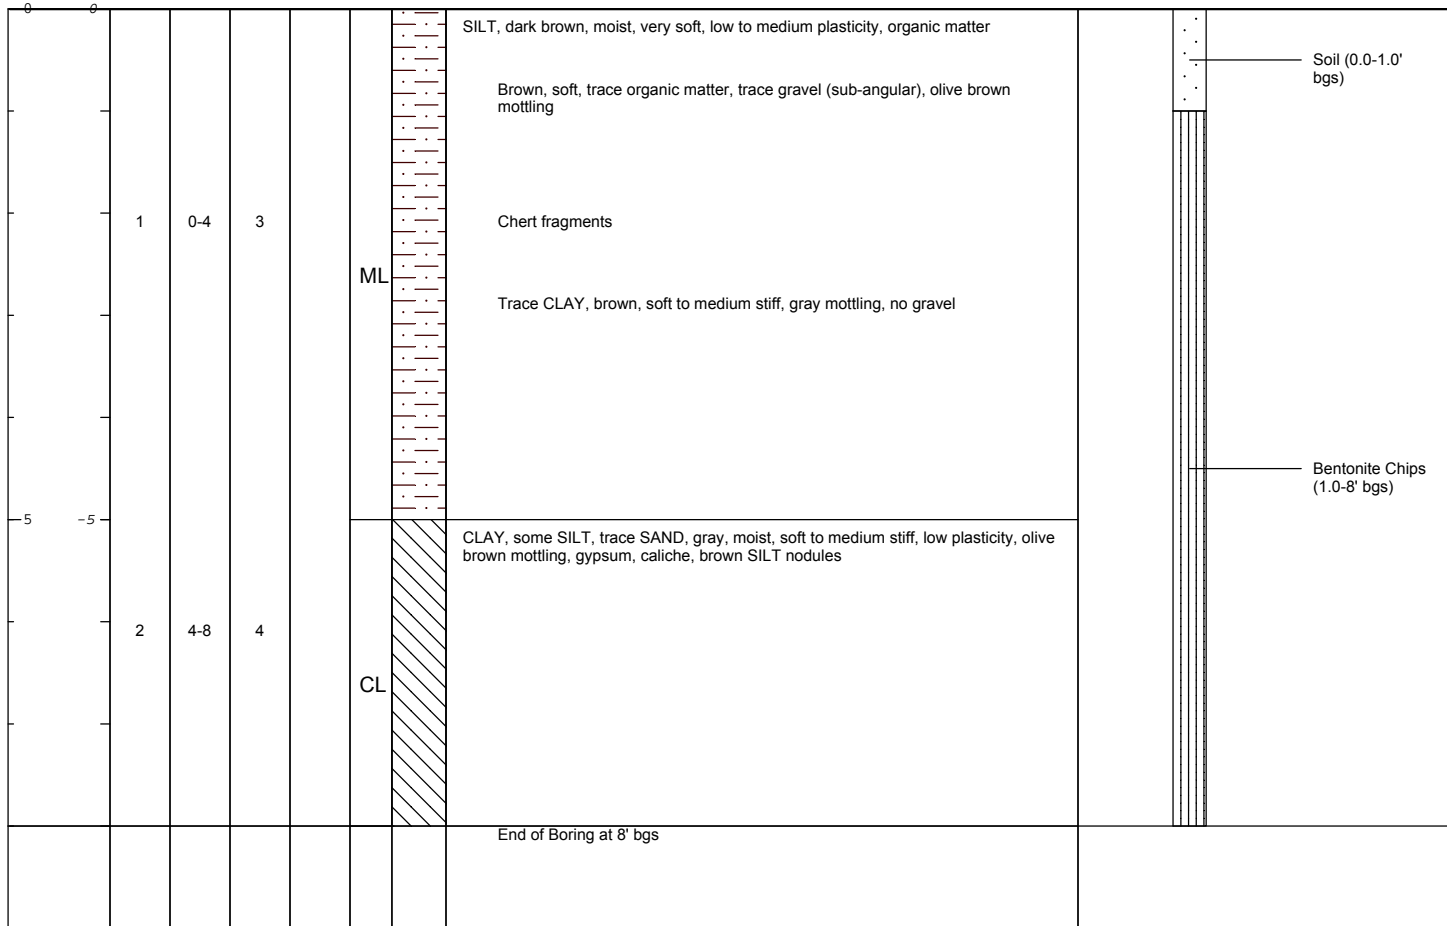 0 0
SILT, dark brown, moist, very soft, low to medium plasticity, organic matter
Soil (0.0-1.0'
bgs)
Brown, soft, trace organic matter, trace gravel (sub-angular), olive brown
mottling
1 0-4 3
Chert fragments
ML
Trace CLAY, brown, soft to medium stiff, gray mottling, no gravel
Bentonite Chips
(1.0-8' bgs)
5 -5
CLAY, some SILT, trace SAND, gray, moist, soft to medium stiff, low plasticity, olive
brown mottling, gypsum, caliche, brown SILT nodules
2 4-8 4
CL
End of Boring at 8' bgs